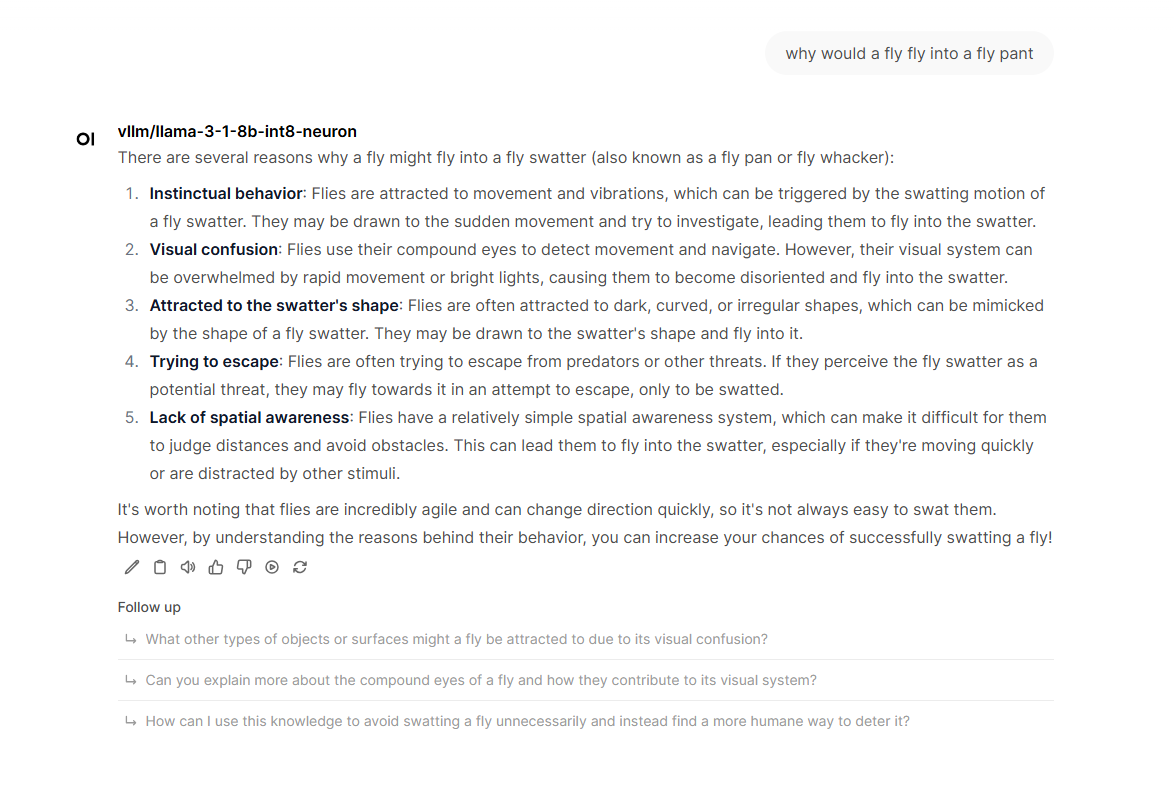 why would a fly fly into a fly pant
OI
vllm/llama-3-1-8b-int8-neuron
There are several reasons why a fly might fly into a fly swatter (also known as a fly pan or fly whacker):
1. Instinctual behavior: Flies are attracted to movement and vibrations, which can be triggered by the swatting motion of
a fly swatter. They may be drawn to the sudden movement and try to investigate, leading them to fly into the swatter.
2. Visual confusion: Flies use their compound eyes to detect movement and navigate. However, their visual system can
be overwhelmed by rapid movement or bright lights, causing them to become disoriented and fly into the swatter.
3. Attracted to the swatter's shape: Flies are often attracted to dark, curved, or irregular shapes, which can be mimicked
by the shape of a fly swatter. They may be drawn to the swatter's shape and fly into it.
4. Trying to escape: Flies are often trying to escape from predators or other threats. If they perceive the fly swatter as a
potential threat, they may fly towards it in an attempt to escape, only to be swatted.
5. Lack of spatial awareness: Flies have a relatively simple spatial awareness system, which can make it difficult for them
to judge distances and avoid obstacles. This can lead them to fly into the swatter, especially if they're moving quickly
or are distracted by other stimuli.
It's worth noting that flies are incredibly agile and can change direction quickly, so it's not always easy to swat them.
However, by understanding the reasons behind their behavior, you can increase your chances of successfully swatting a fly!
Follow up
What other types of objects or surfaces might a fly be attracted to due to its visual confusion?
Can you explain more about the compound eyes of a fly and how they contribute to its visual system?
How can I use this knowledge to avoid swatting a fly unnecessarily and instead find a more humane way to deter it?